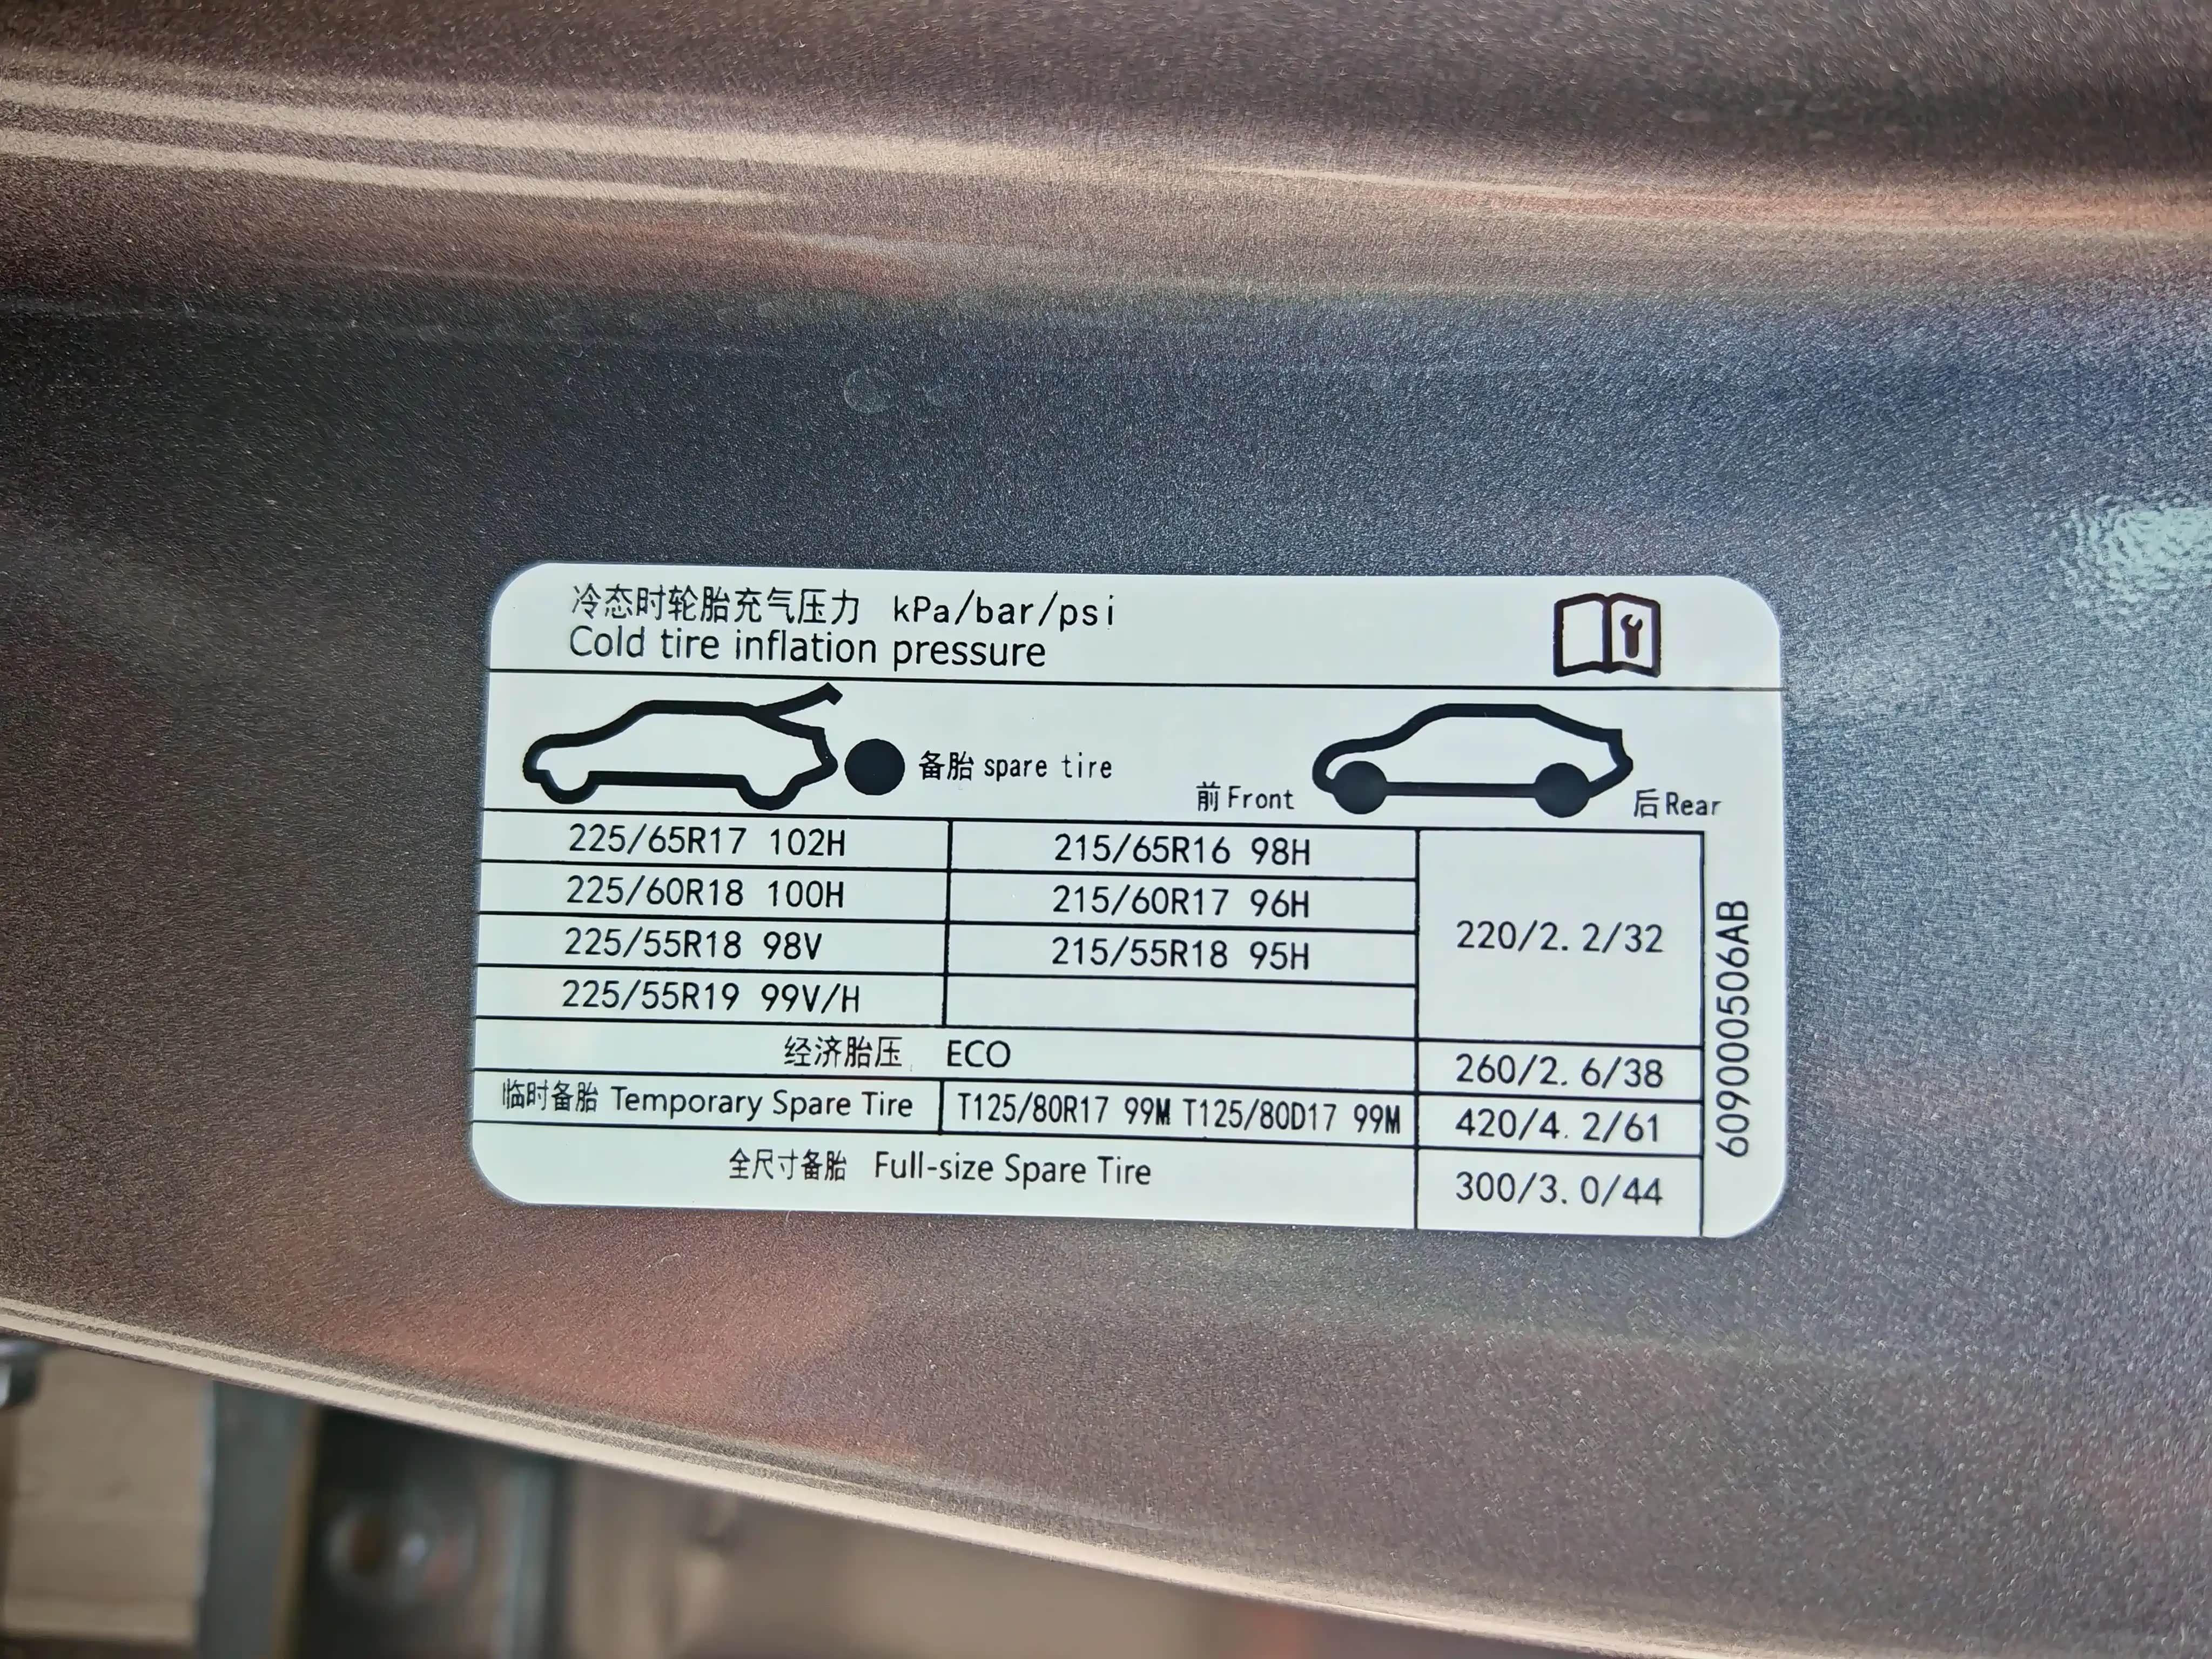 冷态时轮胎充气压力 kPa/bar/psi
Cold tire inflation pressure
备胎 spare tire
前 Front
后 Rear
225/65R17 102H 215/65R16 98H
225/60R18 100H 215/60R17 96H
220/2.2/32
225/55R18 98V 215/55R18 95H
225/55R19 99V/H
经济胎压 ECO 260/2.6/38
临时备胎 Temporary Spare Tire T125/80R17 99M T125/80D17 99M 420/4.2/61
全尺寸备胎 Full-size Spare Tire 300/3.0/44
609000506AB